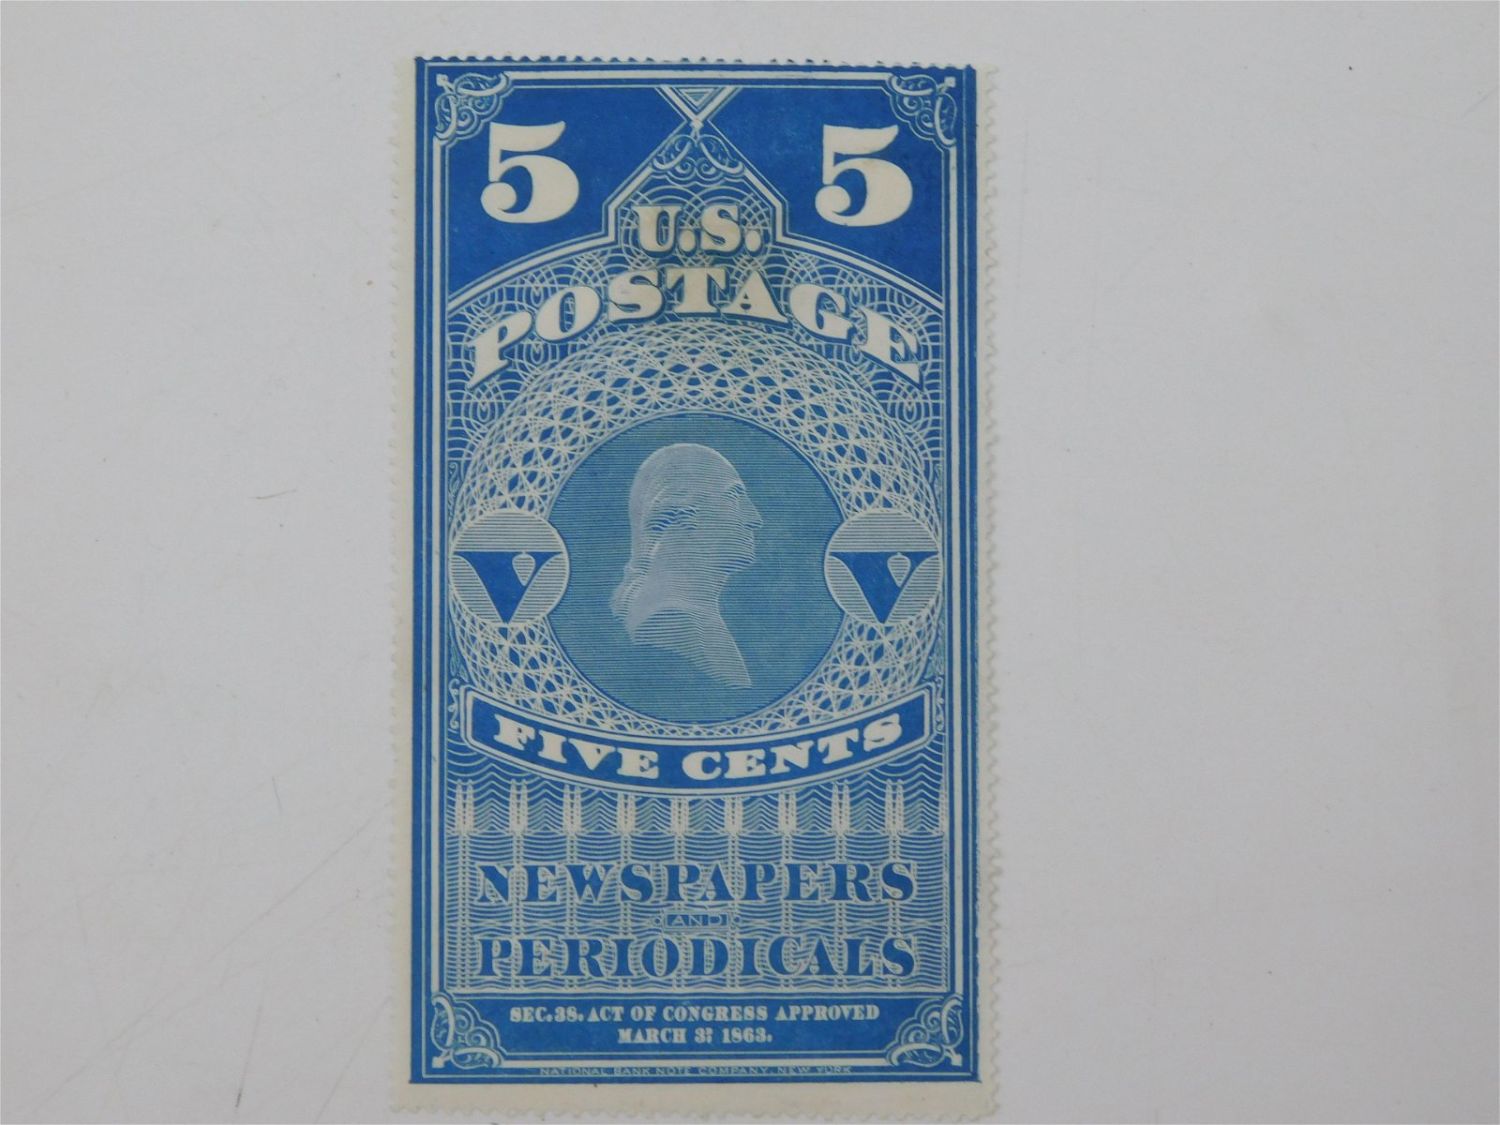 5 5
U.S.
POSTAGE
V V
FIVE CENTS
NEWSPAPERS
AND
PERIODICALS
SEC. 38. ACT OF CONGRESS APPROVED
MARCH 3? 1863.
NATIONAL BANK NOTE COMPANY, NEW YORK